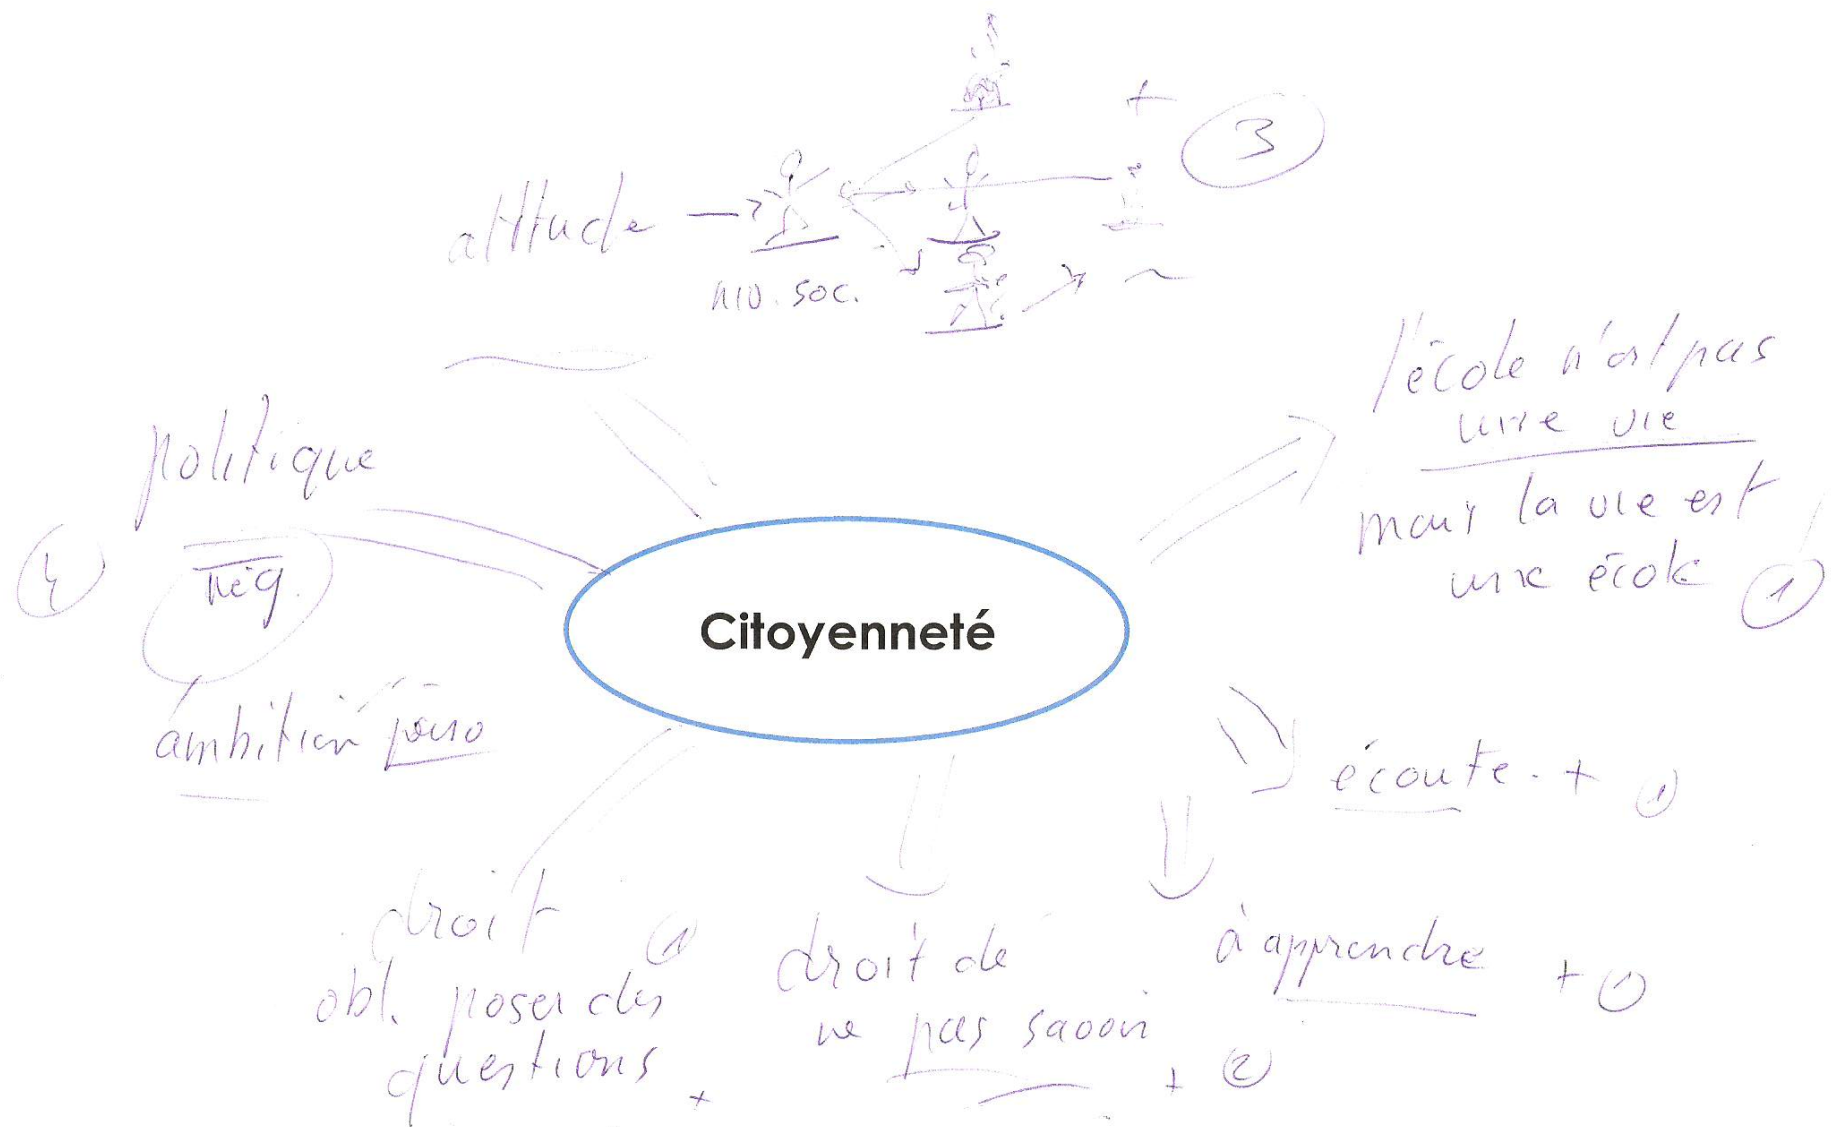 +
3
attitude
niv. soc.
~
l'école n'est pas
une vie
mais la vie est
une école 1
politique
4
nég.
Citoyenneté
ambition perso
écoute. + 1
à apprendre + 1
droit 1
obl. poser des
questions +
droit de
ne pas savoir
+ 2